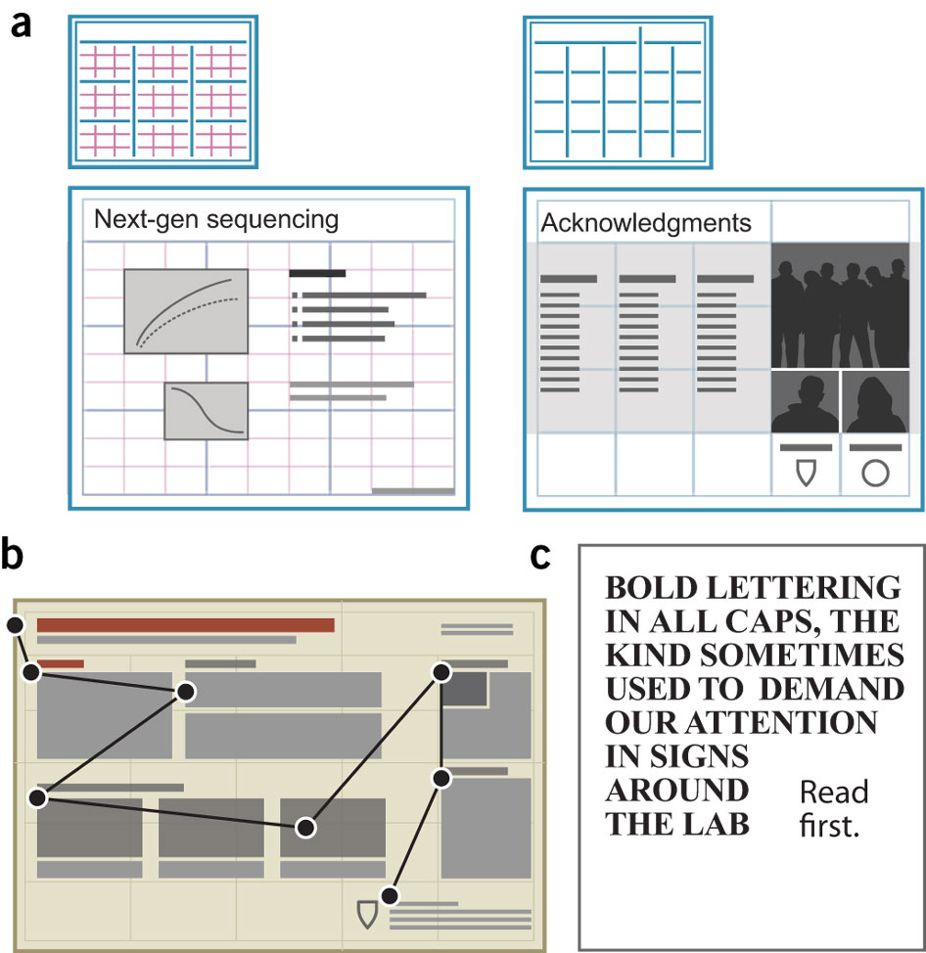 a
Next-gen sequencing
Acknowledgments
b
c
BOLD LETTERING
IN ALL CAPS, THE
KIND SOMETIMES
USED TO DEMAND
OUR ATTENTION
IN SIGNS
AROUND
THE LAB
Read
first.